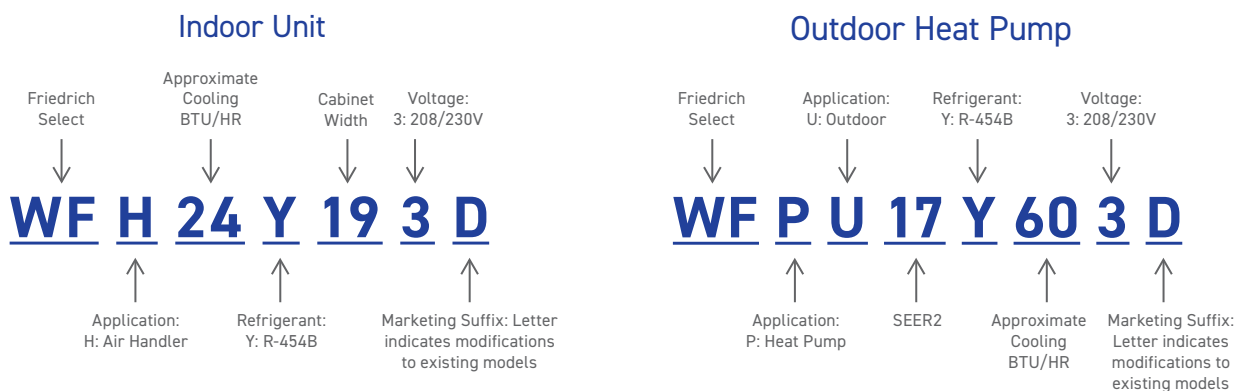 Indoor Unit
Friedrich
Select
Approximate
Cooling
BTU/HR
Cabinet
Width
Voltage:
3: 208/230V
WF H 24 Y 19 3 D
Application:
H: Air Handler
Refrigerant:
Y: R-454B
Marketing Suffix: Letter
indicates modifications
to existing models
Outdoor Heat Pump
Friedrich
Select
Application:
U: Outdoor
Refrigerant:
Y: R-454B
Voltage:
3: 208/230V
WF P U 17 Y 60 3 D
Application:
P: Heat Pump
SEER2
Approximate
Cooling
BTU/HR
Marketing Suffix:
Letter indicates
modifications to
existing models